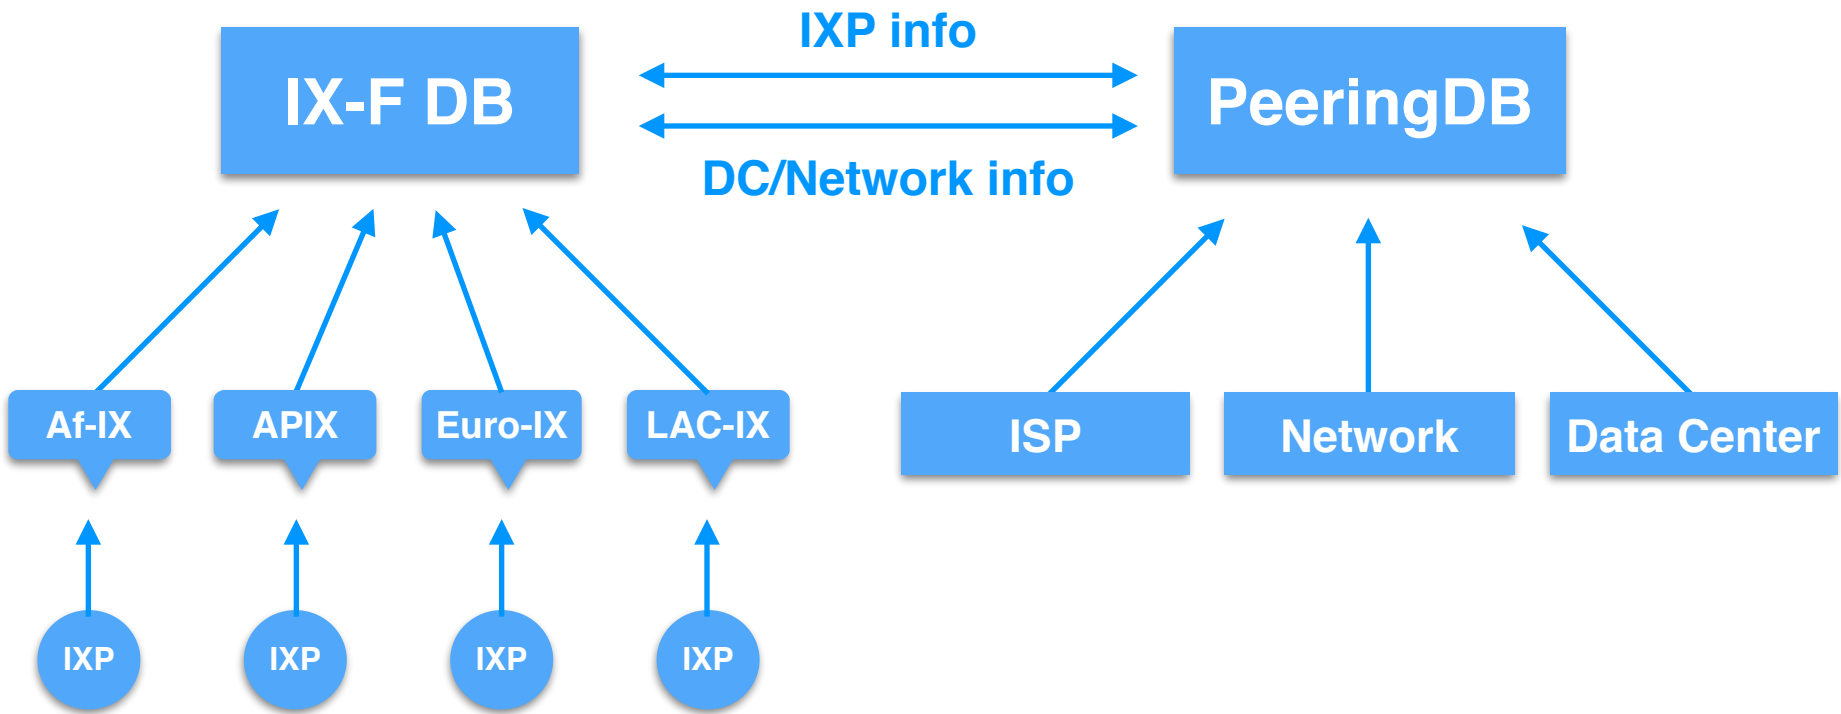 IXP info
IX-F DB
PeeringDB
DC/Network info
Af-IX
APIX
Euro-IX
LAC-IX
ISP
Network
Data Center
IXP
IXP
IXP
IXP